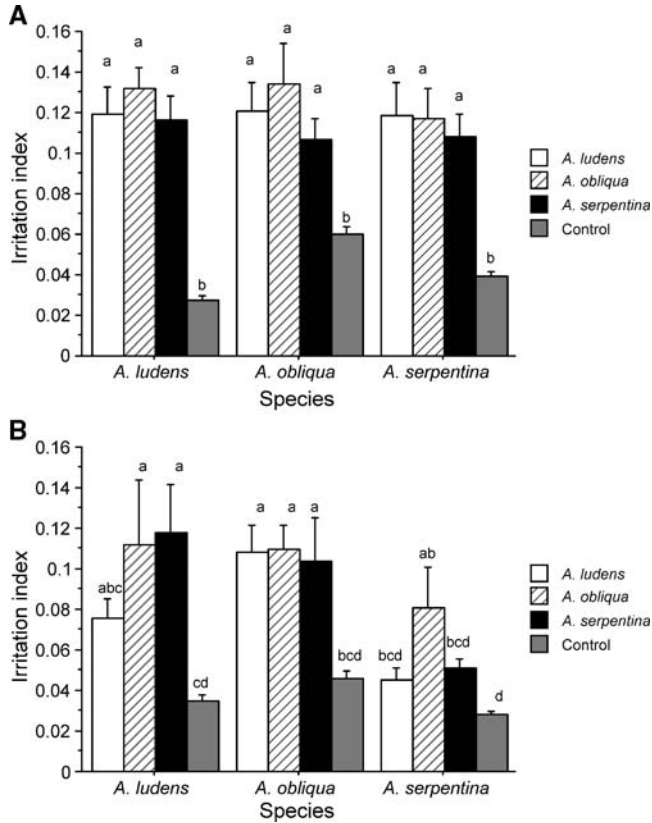 A
0.16
0.14
0.12
0.1
0.08
0.06
0.04
0.02
0
Irritation index
a
a
a
b
a
a
a
b
a
a
a
b
A. ludens
A. obliqua
A. serpentina
Species
A. ludens
A. obliqua
A. serpentina
Control
B
0.16
0.14
0.12
0.1
0.08
0.06
0.04
0.02
0
Irritation index
abc
a
a
cd
a
a
a
bcd
bcd
ab
bcd
d
A. ludens
A. obliqua
A. serpentina
Species
A. ludens
A. obliqua
A. serpentina
Control